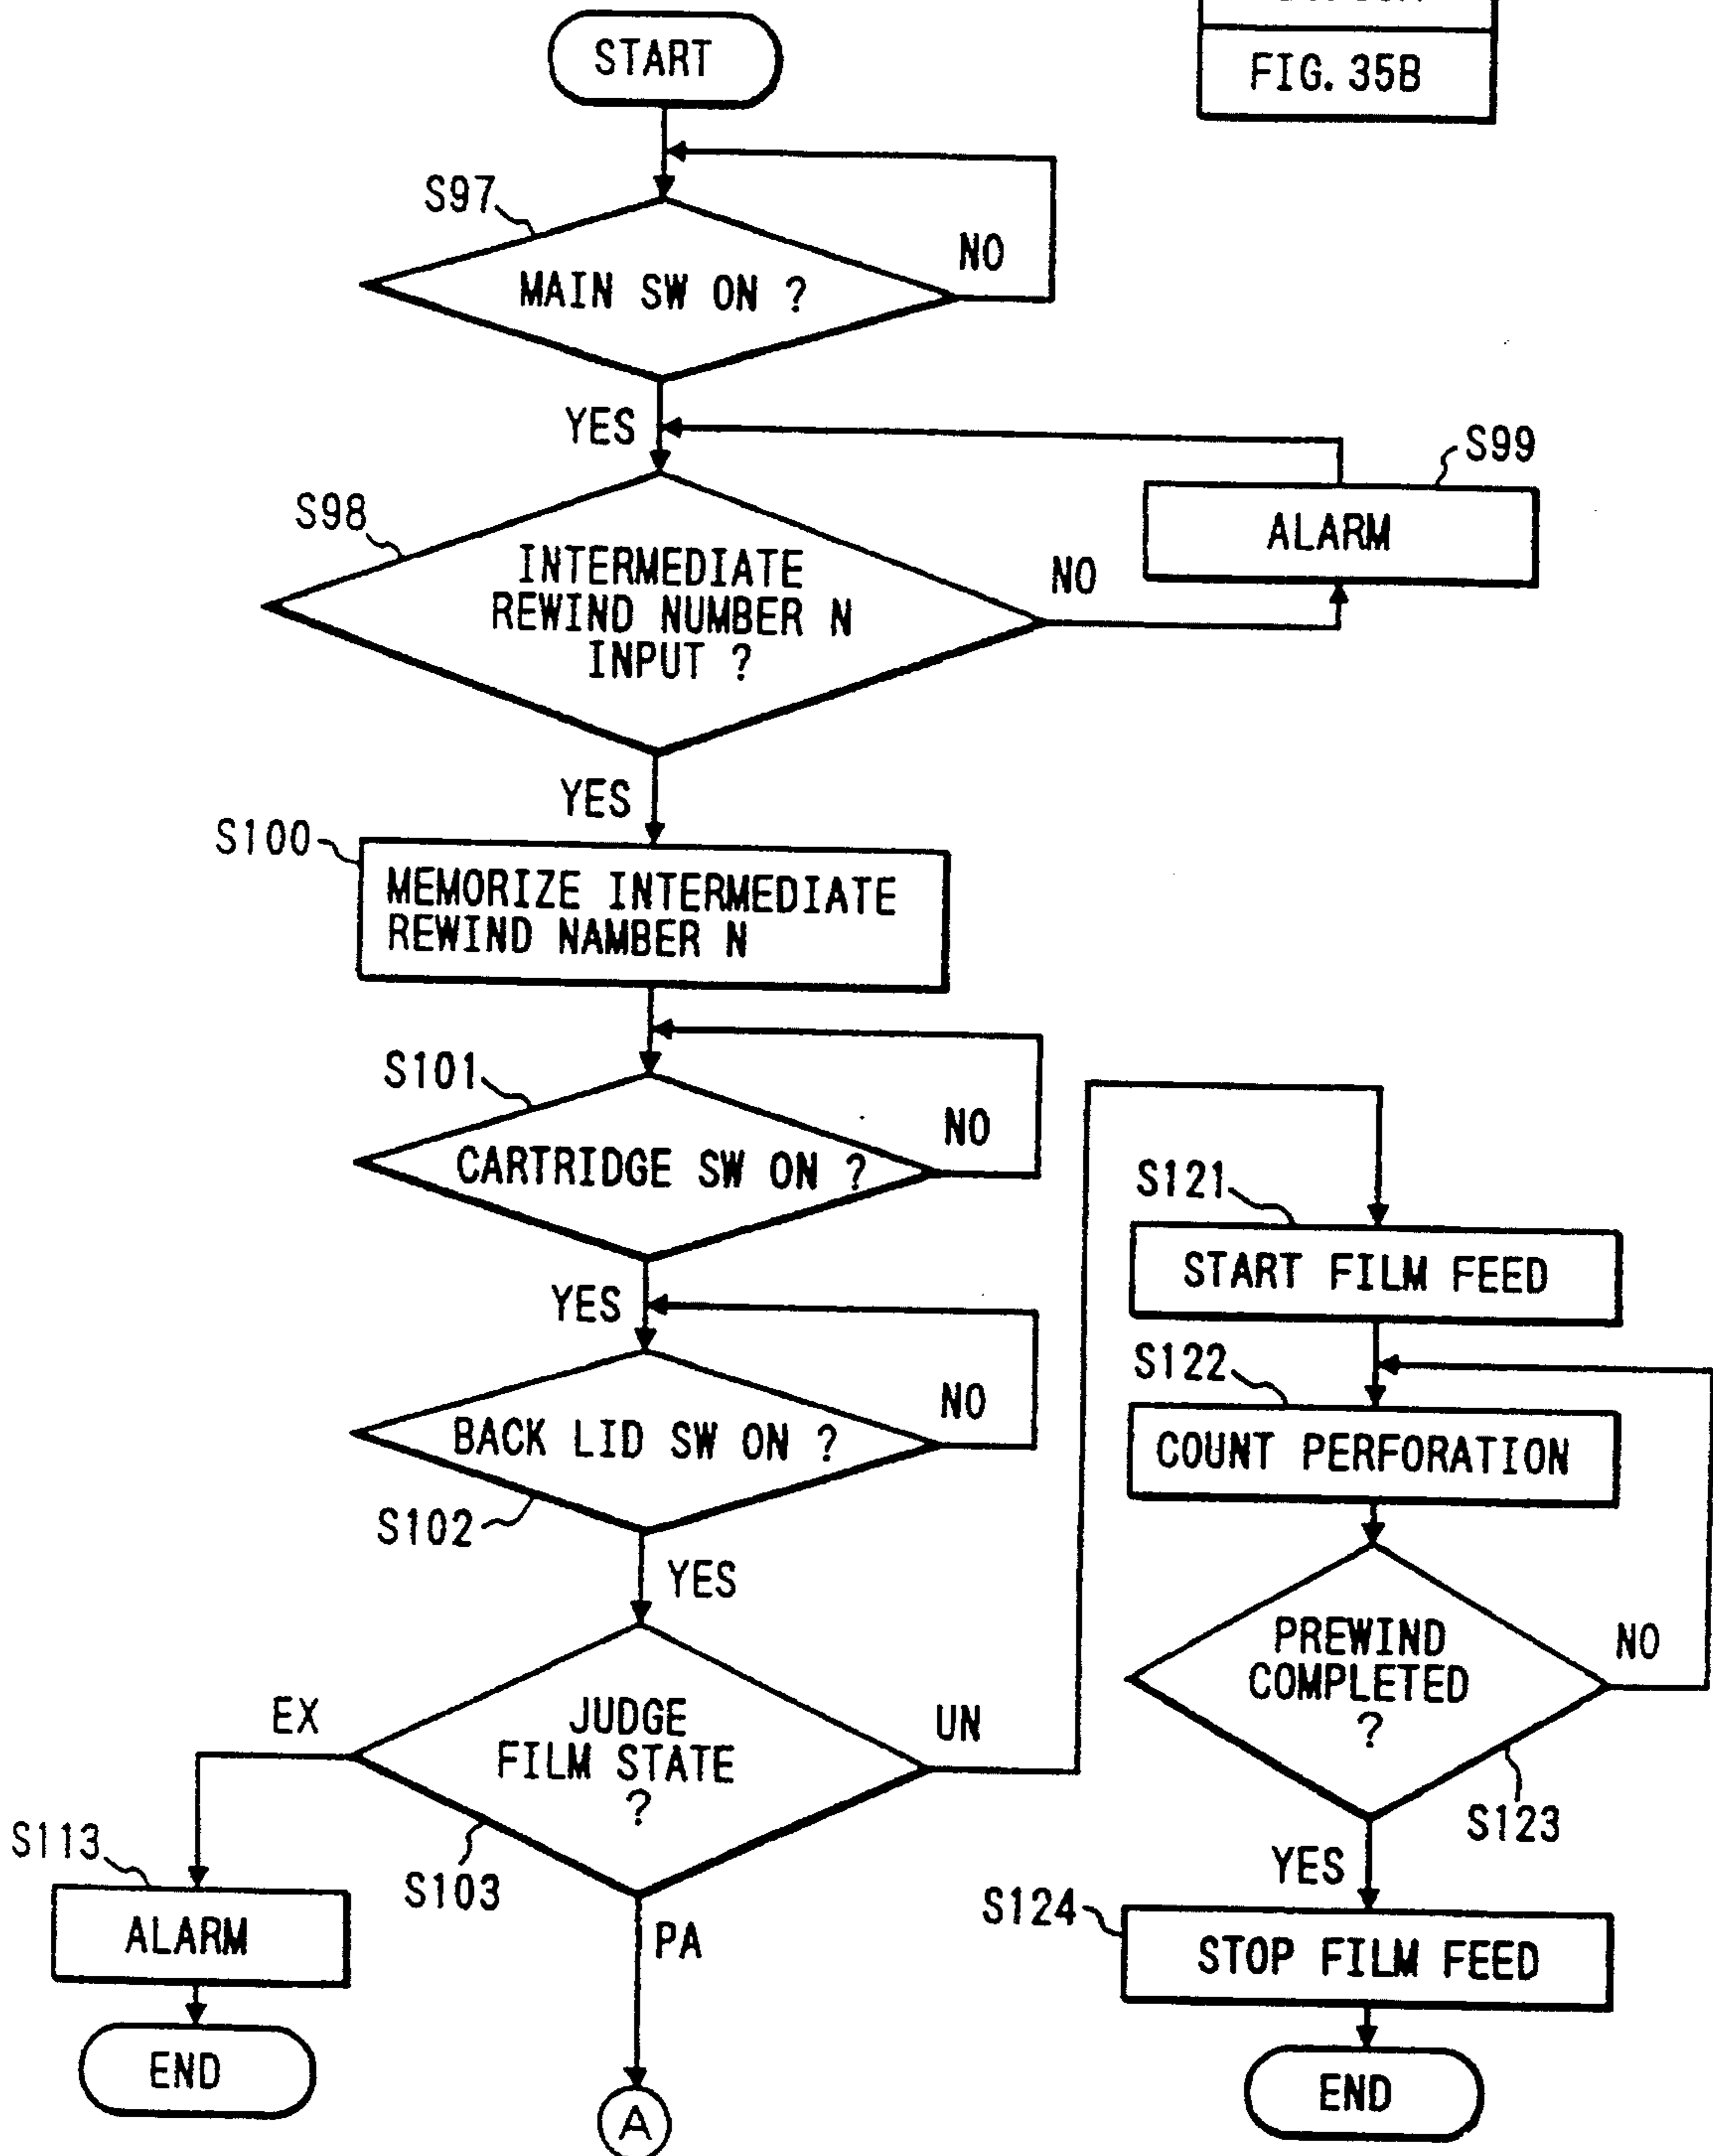 FIG. 35B
START
S97
MAIN SW ON ?
NO
YES
S99
ALARM
S98
INTERMEDIATE
REWIND NUMBER N
INPUT ?
NO
YES
S100
MEMORIZE INTERMEDIATE
REWIND NAMBER N
S101
CARTRIDGE SW ON ?
NO
YES
BACK LID SW ON ?
NO
S102
YES
JUDGE
FILM STATE
?
EX
UN
S103
PA
S113
ALARM
END
A
S121
START FILM FEED
S122
COUNT PERFORATION
PREWIND
COMPLETED
?
NO
S123
YES
S124
STOP FILM FEED
END